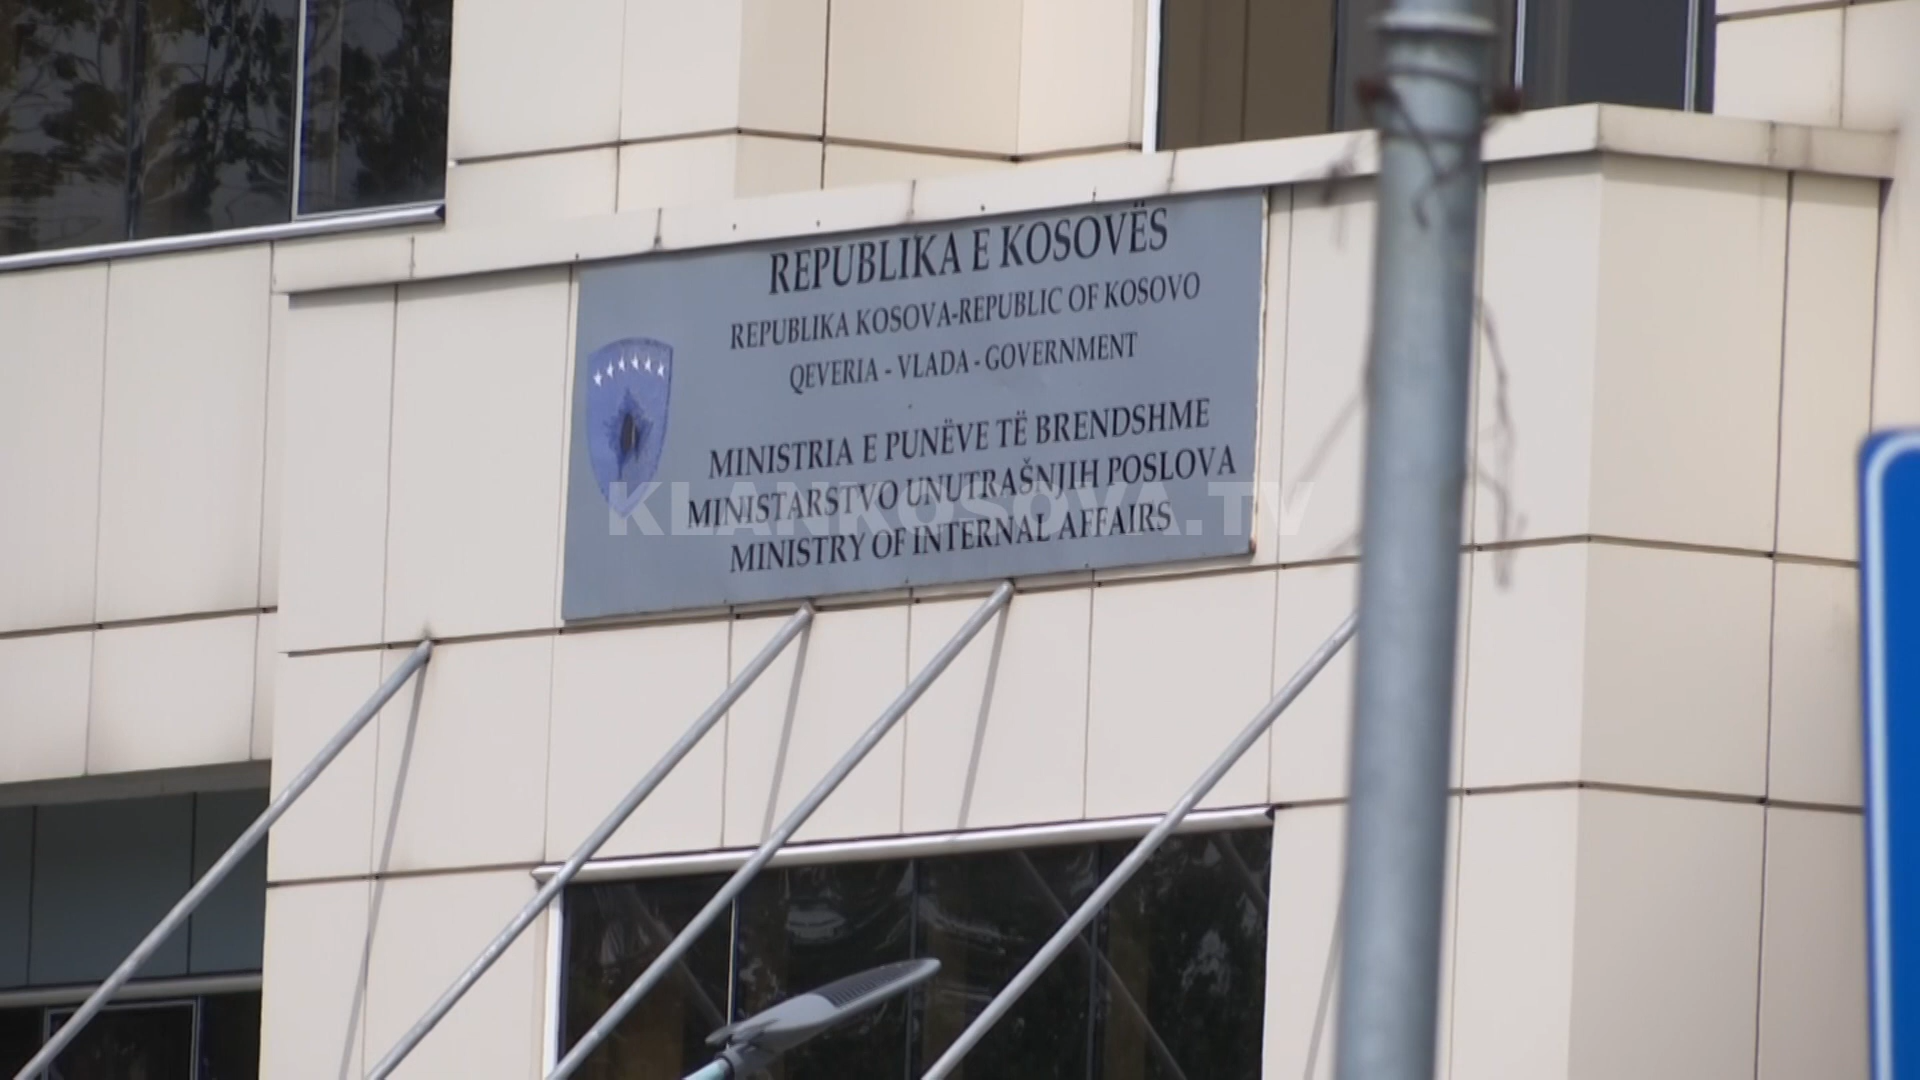 REPUBLIKA E KOSOVËS
REPUBLIKA KOSOVA-REPUBLIC OF KOSOVO
QEVERIA - VLADA - GOVERNMENT
MINISTRIA E PUNËVE TË BRENDSHME
MINISTARSTVO UNUTRAŠNJIH POSLOVA
KLANKOSOVA.TV
MINISTRY OF INTERNAL AFFAIRS